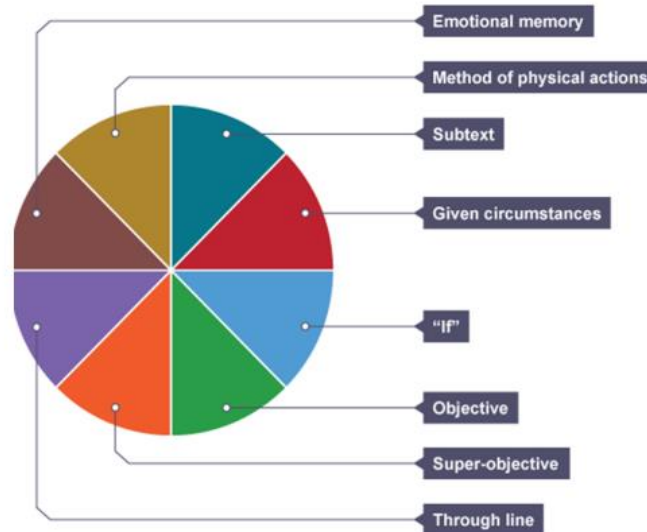 Emotional memory
Method of physical actions
Subtext
Given circumstances
“If”
Objective
Super-objective
Through line